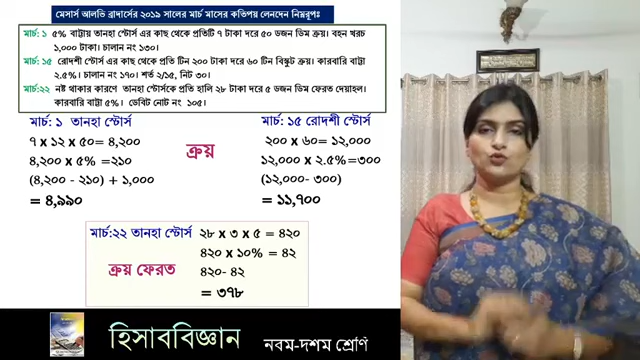 মেসার্স আলভি ব্রাদার্সের ২০১৯ সালের মার্চ মাসের কতিপয় লেনদেন নিম্নরূপঃ
মার্চ: ১ ৫% বাট্টায় তানহা স্টোর্স এর কাছ থেকে প্রতিটি ৭ টাকা দরে ৫০ ডজন ডিম ক্রয়। বহন খরচ
১,০০০ টাকা। চালান নং ১৩০।
মার্চ: ১৫ রোদশী স্টোর্স এর কাছ থেকে প্রতি টিন ২০০ টাকা দরে ৬০ টিন বিস্কুট ক্রয়। কারবারি বাট্টা
২.৫%। চালান নং ১৭০। শর্ত ২/১৫, নিট ৩০।
মার্চ:২২ নষ্ট থাকার কারণে তানহা স্টোর্সকে প্রতি হালি ২৮ টাকা দরে ৫ ডজন ডিম ফেরত দেয়াহল।
কারবারি বাট্টা ৫%। ডেবিট নোট নং ১০৫।
মার্চ: ১ তানহা স্টোর্স
৭ x ১২ x ৫০= ৪,২০০
৪,২০০ x ৫% =২১০
(৪,২০০ - ২১০) + ১,০০০
= ৪,৯৯০
ক্রয়
মার্চ: ১৫ রোদশী স্টোর্স
২০০ x ৬০= ১২,০০০
১২,০০০ x ২.৫%=৩০০
(১২,০০০- ৩০০)
= ১১,৭০০
মার্চ:২২ তানহা স্টোর্স ২৮ x ৩ x ৫ = ৪২০
৪২০ x ১০% = ৪২
ক্রয় ফেরত
৪২০- ৪২
= ৩৭৮
হিসাববিজ্ঞান নবম-দশম শ্রেণি